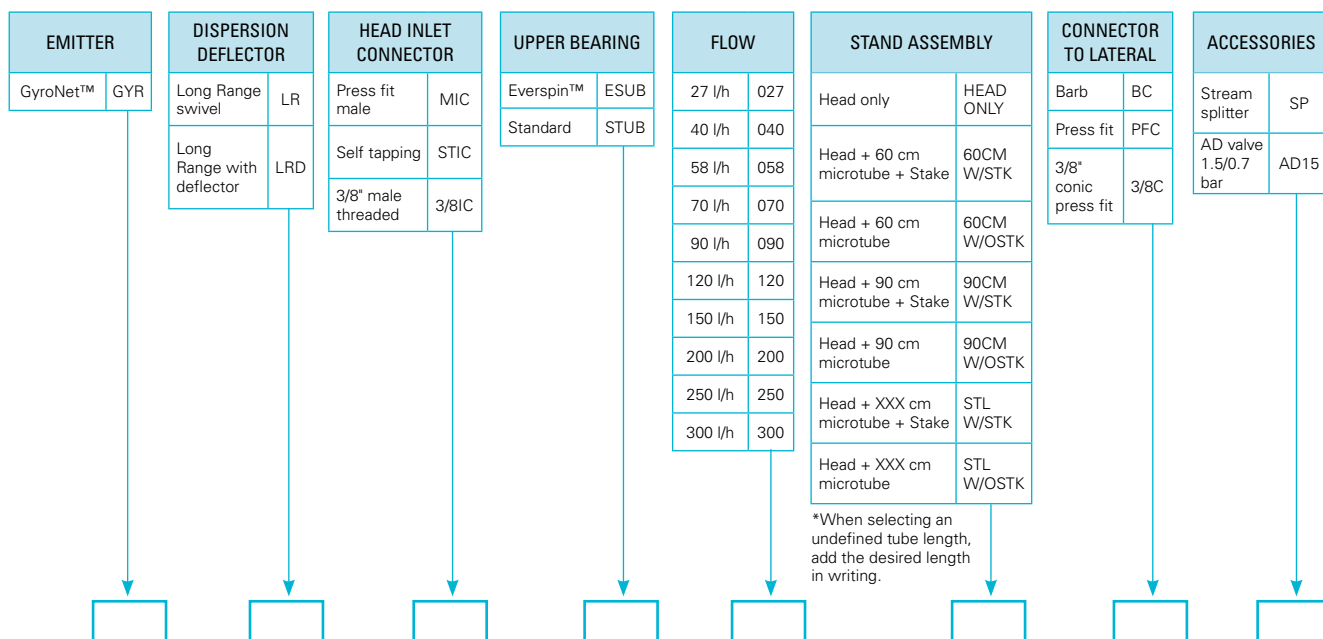 EMITTER
GyroNet™ GYR
DISPERSION
DEFLECTOR
Long Range
swivel
LR
Long
Range with
deflector
LRD
HEAD INLET
CONNECTOR
Press fit
male
MIC
Self tapping STIC
3/8" male
threaded
3/8IC
UPPER BEARING
Everspin™ ESUB
Standard STUB
FLOW
27 l/h 027
40 l/h 040
58 l/h 058
70 l/h 070
90 l/h 090
120 l/h 120
150 l/h 150
200 l/h 200
250 l/h 250
300 l/h 300
STAND ASSEMBLY
Head only
HEAD
ONLY
Head + 60 cm
microtube + Stake
60CM
W/STK
Head + 60 cm
microtube
60CM
W/OSTK
Head + 90 cm
microtube + Stake
90CM
W/STK
Head + 90 cm
microtube
90CM
W/OSTK
Head + XXX cm
microtube + Stake
STL
W/STK
Head + XXX cm
microtube
STL
W/OSTK
*When selecting an
undefined tube length,
add the desired length
in writing.
CONNECTOR
TO LATERAL
Barb BC
Press fit PFC
3/8"
conic
press fit
3/8C
ACCESSORIES
Stream
splitter
SP
AD valve
1.5/0.7
bar
AD15